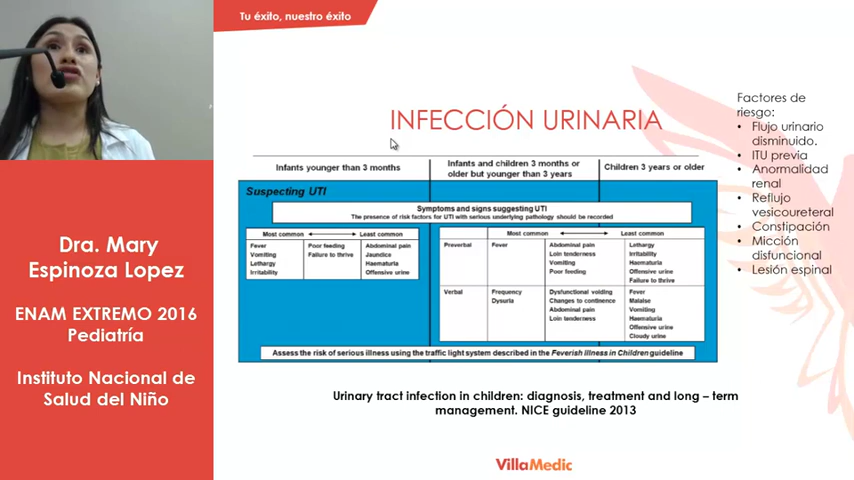 Tu éxito, nuestro éxito
Dra. Mary
Espinoza Lopez
ENAM EXTREMO 2016
Pediatría
Instituto Nacional de
Salud del Niño
INFECCIÓN URINARIA
Infants younger than 3 months
Infants and children 3 months or
older but younger than 3 years
Children 3 years or older
Suspecting UTI
Symptoms and signs suggesting UTI
The presence of risk factors for UTI with serious underlying pathology should be recorded
Most common Least common
Fever
Vomiting
Lethargy
Irritability
Poor feeding
Failure to thrive
Abdominal pain
Jaundice
Haematuria
Offensive urine
Most common Least common
Preverbal
Fever
Abdominal pain
Loin tenderness
Vomiting
Poor feeding
Lethargy
Irritability
Haematuria
Offensive urine
Failure to thrive
Verbal
Frequency
Dysuria
Dysfunctional voiding
Changes to continence
Abdominal pain
Loin tenderness
Fever
Malaise
Vomiting
Haematuria
Offensive urine
Cloudy urine
Assess the risk of serious illness using the traffic light system described in the Feverish Illness in Children guideline
Urinary tract infection in children: diagnosis, treatment and long – term
management. NICE guideline 2013
Factores de
riesgo:
• Flujo urinario
disminuido.
• ITU previa
• Anormalidad
renal
• Reflujo
vesicoureteral
• Constipación
• Micción
disfuncional
• Lesión espinal
VillaMedic